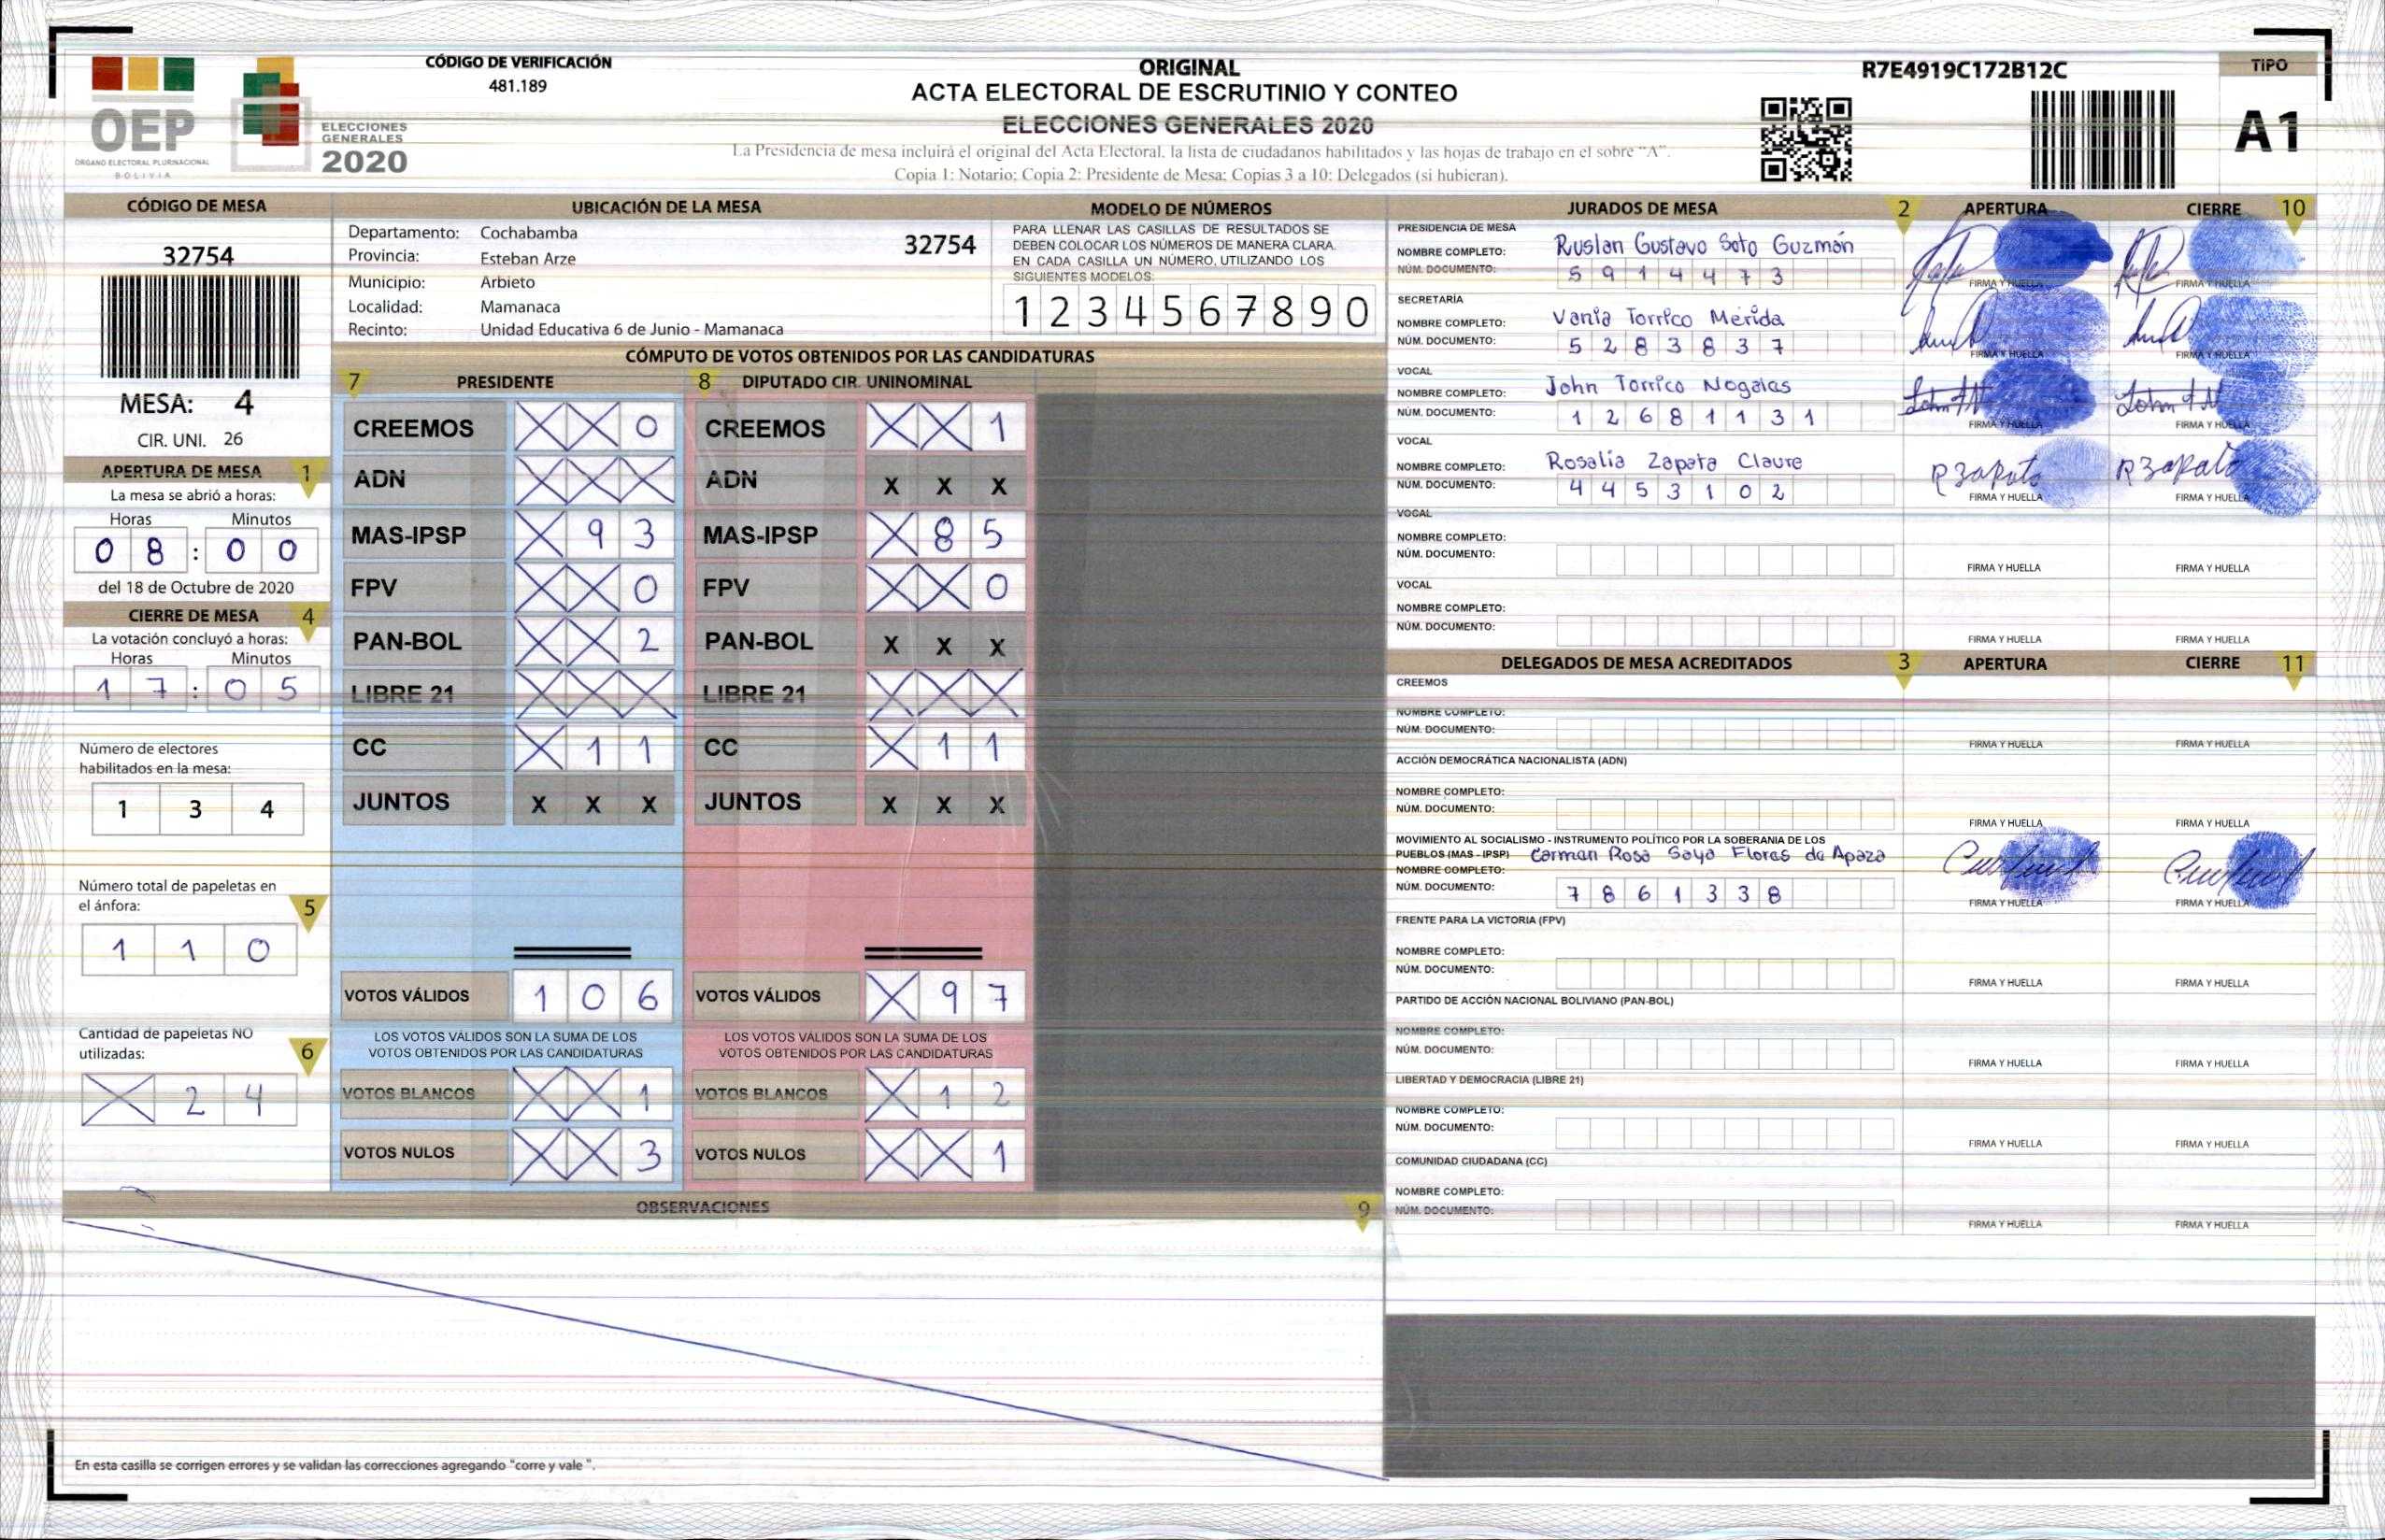 CÓDIGO DE VERIFICACIÓN
481.189
OEP
ÓRGANO ELECTORAL PLURINACIONAL
BOLIVIA
ELECCIONES
GENERALES
2020
ORIGINAL
ACTA ELECTORAL DE ESCRUTINIO Y CONTEO
ELECCIONES GENERALES 2020
La Presidencia de mesa incluirá el original del Acta Electoral, la lista de ciudadanos habilitados y las hojas de trabajo en el sobre "A".
Copia 1: Notario; Copia 2: Presidente de Mesa; Copias 3 a 10: Delegados (si hubieran).
R7E4919C172B12C
TIPO
A1
CÓDIGO DE MESA
32754
MESA: 4
CIR. UNI. 26
APERTURA DE MESA 1
La mesa se abrió a horas:
Horas Minutos
0 8 : 0 0
del 18 de Octubre de 2020
CIERRE DE MESA 4
La votación concluyó a horas:
Horas Minutos
1 7 : 0 5
Número de electores
habilitados en la mesa:
1 3 4
Número total de papeletas en
el ánfora: 5
1 1 0
Cantidad de papeletas NO
utilizadas: 6
X 2 4
UBICACIÓN DE LA MESA
Departamento: Cochabamba
32754
Provincia: Esteban Arze
Municipio: Arbieto
Localidad: Mamanaca
Recinto: Unidad Educativa 6 de Junio - Mamanaca
MODELO DE NÚMEROS
PARA LLENAR LAS CASILLAS DE RESULTADOS SE
DEBEN COLOCAR LOS NÚMEROS DE MANERA CLARA.
EN CADA CASILLA UN NÚMERO, UTILIZANDO LOS
SIGUIENTES MODELOS:
1 2 3 4 5 6 7 8 9 0
CÓMPUTO DE VOTOS OBTENIDOS POR LAS CANDIDATURAS
7 PRESIDENTE 8 DIPUTADO CIR. UNINOMINAL
CREEMOS X X 0 CREEMOS X X 1
ADN X X X ADN X X X
MAS-IPSP X 9 3 MAS-IPSP X 8 5
FPV X X 0 FPV X X 0
PAN-BOL X X 2 PAN-BOL X X X
LIBRE 21 X X X LIBRE 21 X X X
CC X 1 1 CC X 1 1
JUNTOS X X X JUNTOS X X X
VOTOS VÁLIDOS 1 0 6 VOTOS VÁLIDOS X 9 7
LOS VOTOS VÁLIDOS SON LA SUMA DE LOS LOS VOTOS VÁLIDOS SON LA SUMA DE LOS
VOTOS OBTENIDOS POR LAS CANDIDATURAS VOTOS OBTENIDOS POR LAS CANDIDATURAS
VOTOS BLANCOS X X 1 VOTOS BLANCOS X 1 2
VOTOS NULOS X X 3 VOTOS NULOS X X 1
OBSERVACIONES 9
En esta casilla se corrigen errores y se validan las correcciones agregando "corre y vale ".
JURADOS DE MESA 2 APERTURA CIERRE 10
PRESIDENCIA DE MESA
NOMBRE COMPLETO: Ruslan Gustavo Soto Guzmán
NÚM. DOCUMENTO: 5 9 1 4 4 7 3
FIRMA Y HUELLA FIRMA Y HUELLA
SECRETARÍA
NOMBRE COMPLETO: Vania Torrico Merida
NÚM. DOCUMENTO: 5 2 8 3 8 3 7
FIRMA Y HUELLA FIRMA Y HUELLA
VOCAL
NOMBRE COMPLETO: John Torrico Nogales
NÚM. DOCUMENTO: 1 2 6 8 1 1 3 1
FIRMA Y HUELLA FIRMA Y HUELLA
VOCAL
NOMBRE COMPLETO: Rosalia Zapata Claure
NÚM. DOCUMENTO: 4 4 5 3 1 0 2
FIRMA Y HUELLA FIRMA Y HUELLA
VOCAL
NOMBRE COMPLETO:
NÚM. DOCUMENTO:
FIRMA Y HUELLA FIRMA Y HUELLA
VOCAL
NOMBRE COMPLETO:
NÚM. DOCUMENTO:
FIRMA Y HUELLA FIRMA Y HUELLA
DELEGADOS DE MESA ACREDITADOS 3 APERTURA CIERRE 11
CREEMOS
NOMBRE COMPLETO:
NÚM. DOCUMENTO:
FIRMA Y HUELLA FIRMA Y HUELLA
ACCIÓN DEMOCRÁTICA NACIONALISTA (ADN)
NOMBRE COMPLETO:
NÚM. DOCUMENTO:
FIRMA Y HUELLA FIRMA Y HUELLA
MOVIMIENTO AL SOCIALISMO - INSTRUMENTO POLÍTICO POR LA SOBERANIA DE LOS
PUEBLOS (MAS - IPSP) Carman Rosa Saya Flores de Apaza
NOMBRE COMPLETO:
NÚM. DOCUMENTO: 7 8 6 1 3 3 8
FIRMA Y HUELLA FIRMA Y HUELLA
FRENTE PARA LA VICTORIA (FPV)
NOMBRE COMPLETO:
NÚM. DOCUMENTO:
FIRMA Y HUELLA FIRMA Y HUELLA
PARTIDO DE ACCIÓN NACIONAL BOLIVIANO (PAN-BOL)
NOMBRE COMPLETO:
NÚM. DOCUMENTO:
FIRMA Y HUELLA FIRMA Y HUELLA
LIBERTAD Y DEMOCRACIA (LIBRE 21)
NOMBRE COMPLETO:
NÚM. DOCUMENTO:
FIRMA Y HUELLA FIRMA Y HUELLA
COMUNIDAD CIUDADANA (CC)
NOMBRE COMPLETO:
NÚM. DOCUMENTO:
FIRMA Y HUELLA FIRMA Y HUELLA